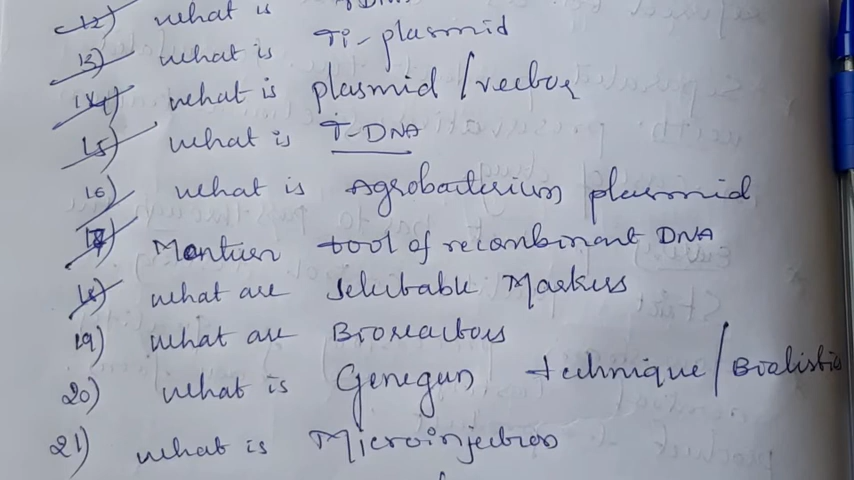 12) what is
13) what is Ti-plasmid
14) what is plasmid/vector
15) what is T-DNA
16) what is Agrobacterium plasmid
17) Mention tool of recombinant DNA
18) what are selectable Markers
19) what are Bioreactors
20) what is Genegun technique/Biolistic
21) what is Microinjection